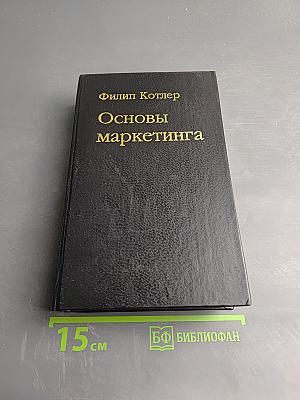 Филип Котлер
Основы
маркетинга
15 см
БФ БИБЛИОФАН